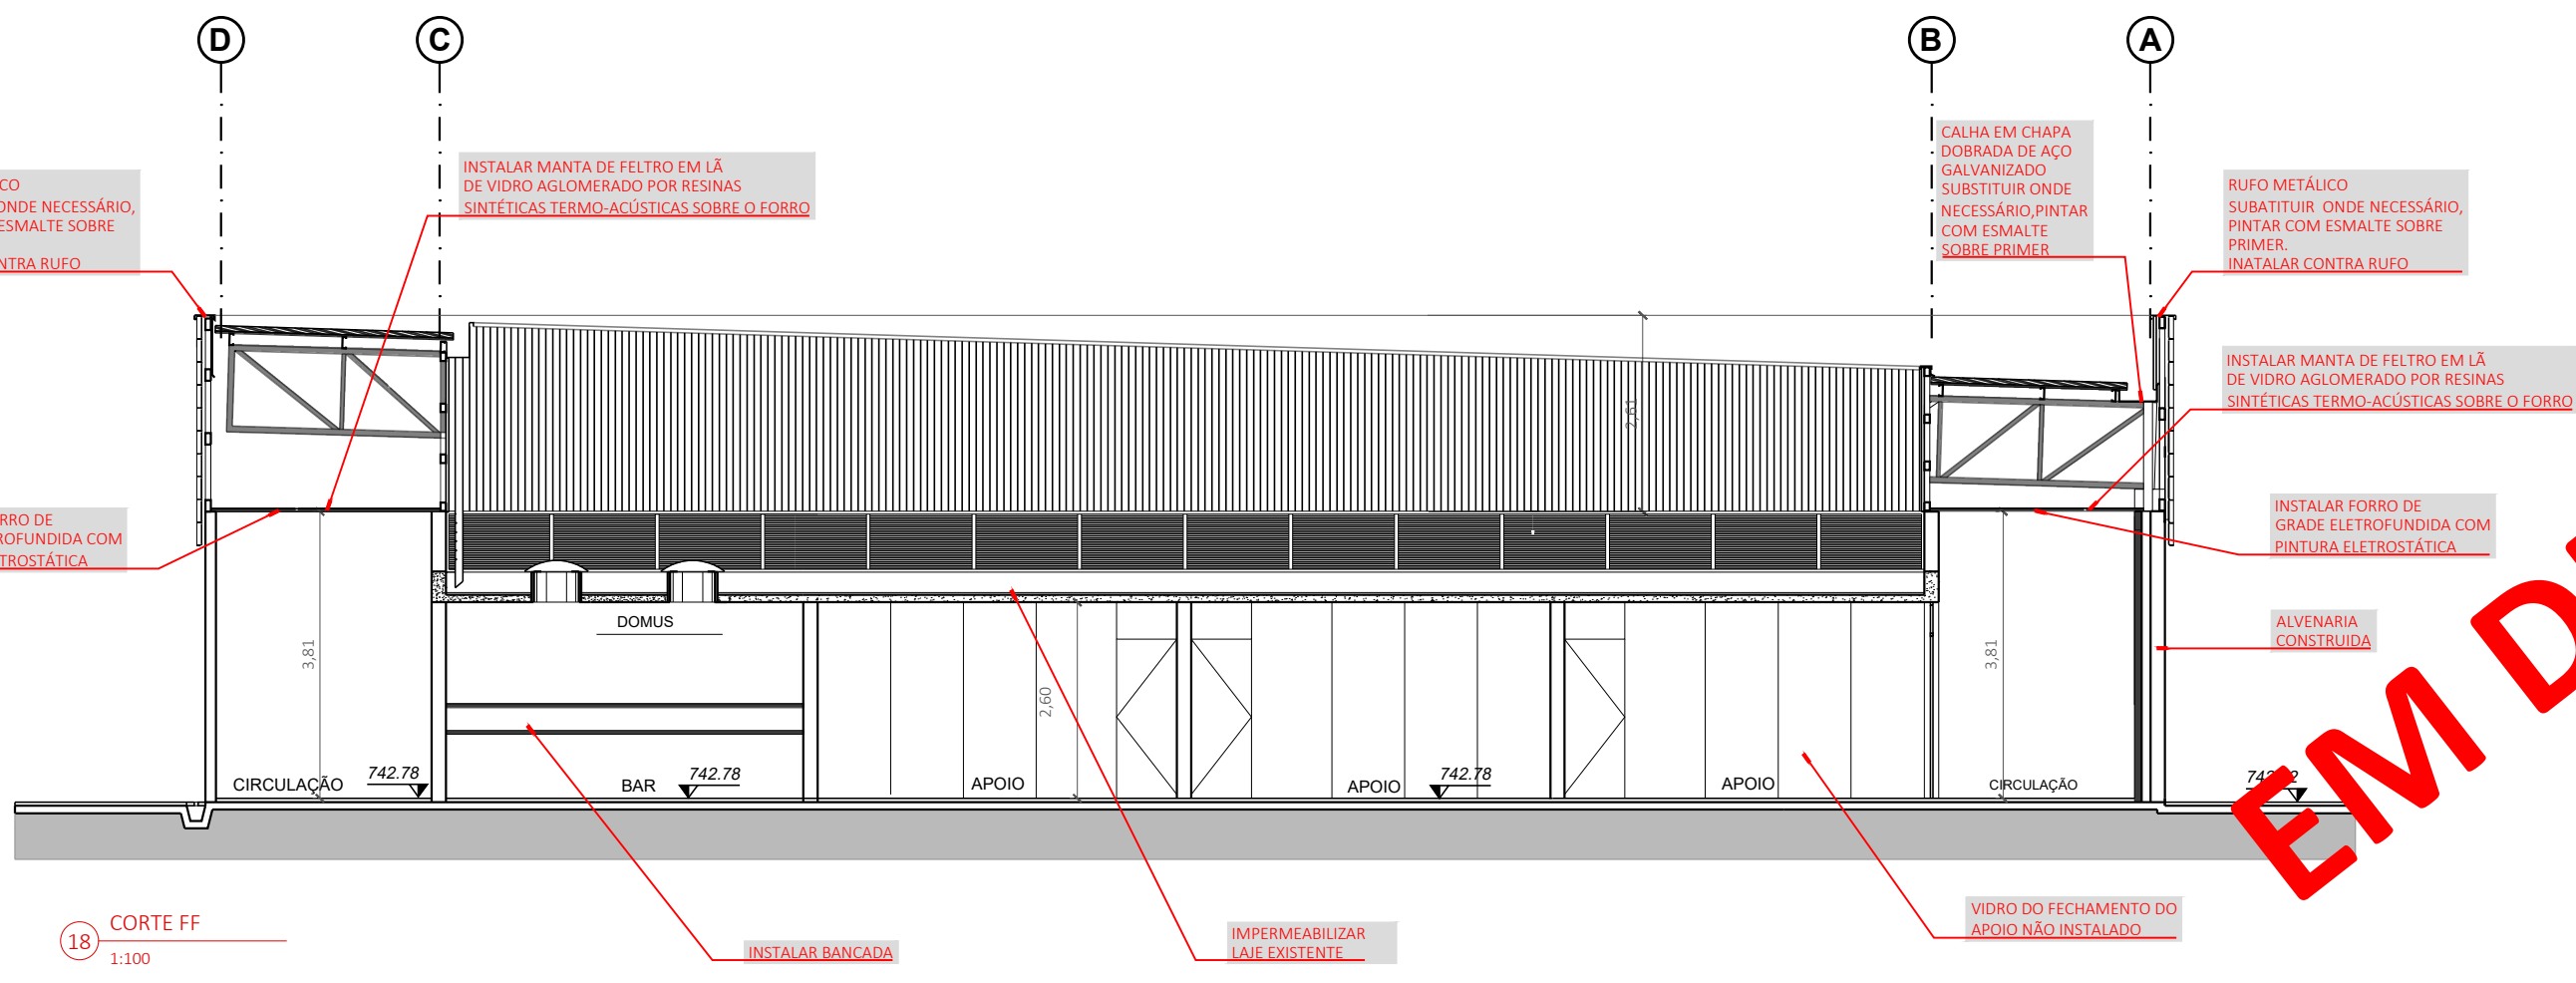 D
C
B
A
CO
ONDE NECESSÁRIO,
ESMALTE SOBRE
NTRA RUFO
INSTALAR MANTA DE FELTRO EM LÃ
DE VIDRO AGLOMERADO POR RESINAS
SINTÉTICAS TERMO-ACÚSTICAS SOBRE O FORRO
CALHA EM CHAPA
DOBRADA DE AÇO
GALVANIZADO
SUBSTITUIR ONDE
NECESSÁRIO,PINTAR
COM ESMALTE
SOBRE PRIMER
RUFO METÁLICO
SUBATITUIR ONDE NECESSÁRIO,
PINTAR COM ESMALTE SOBRE
PRIMER.
INATALAR CONTRA RUFO
INSTALAR MANTA DE FELTRO EM LÃ
DE VIDRO AGLOMERADO POR RESINAS
SINTÉTICAS TERMO-ACÚSTICAS SOBRE O FORRO
2,61
RRO DE
ROFUNDIDA COM
TROSTÁTICA
INSTALAR FORRO DE
GRADE ELETROFUNDIDA COM
PINTURA ELETROSTÁTICA
DOMUS
3,81
2,60
3,81
ALVENARIA
CONSTRUIDA
CIRCULAÇÃO
742.78
BAR
742.78
APOIO
APOIO
742.78
APOIO
CIRCULAÇÃO
EM D
18
CORTE FF
1:100
INSTALAR BANCADA
IMPERMEABILIZAR
LAJE EXISTENTE
VIDRO DO FECHAMENTO DO
APOIO NÃO INSTALADO